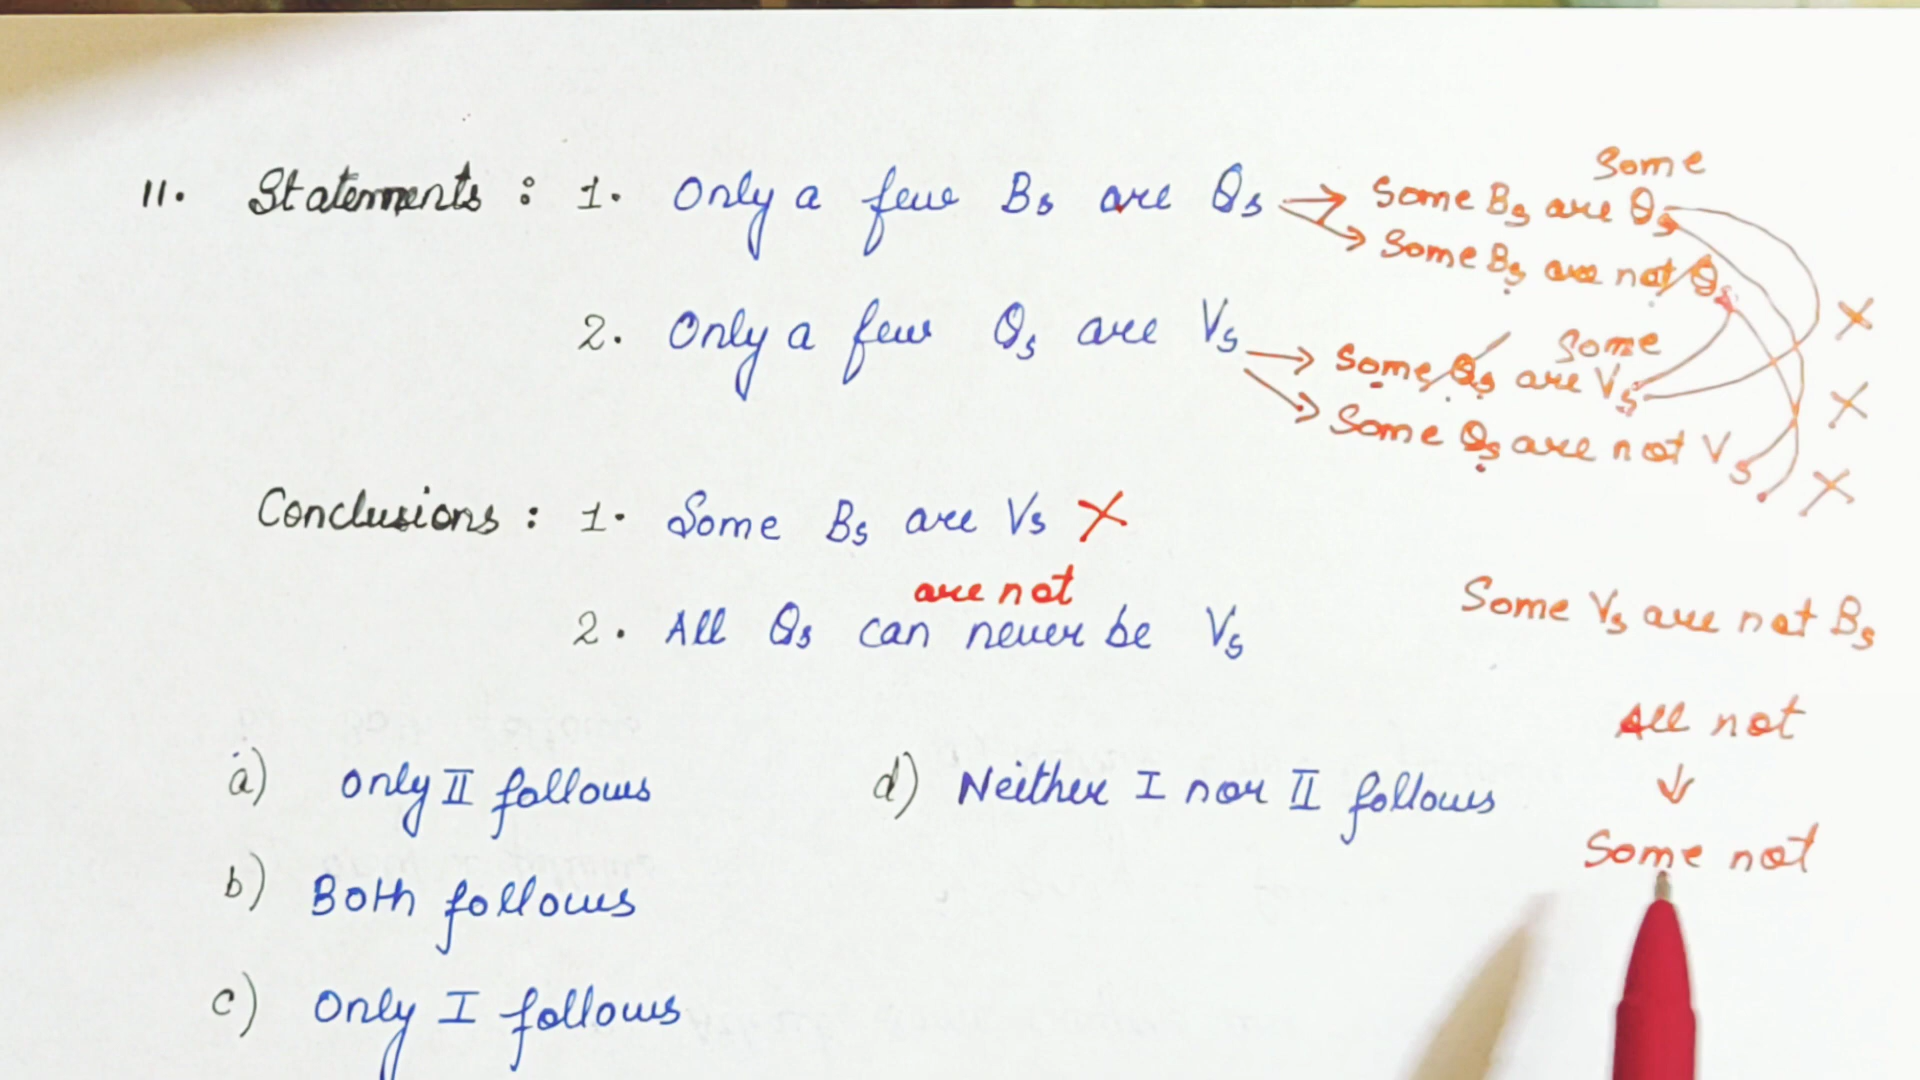 11. Statements : 1. Only a few Bs are Qs → Some Bs are Some Qs
→ Some Bs are not Qs
2. Only a few Qs are Vs → Some Qs are Some Vs
→ Some Qs are not Vs
Conclusions : 1. Some Bs are Vs X
are not
2. All Qs can never be Vs
Some Vs are not Bs
All not
↓
Some not
a) Only II follows
d) Neither I nor II follows
b) Both follows
c) Only I follows